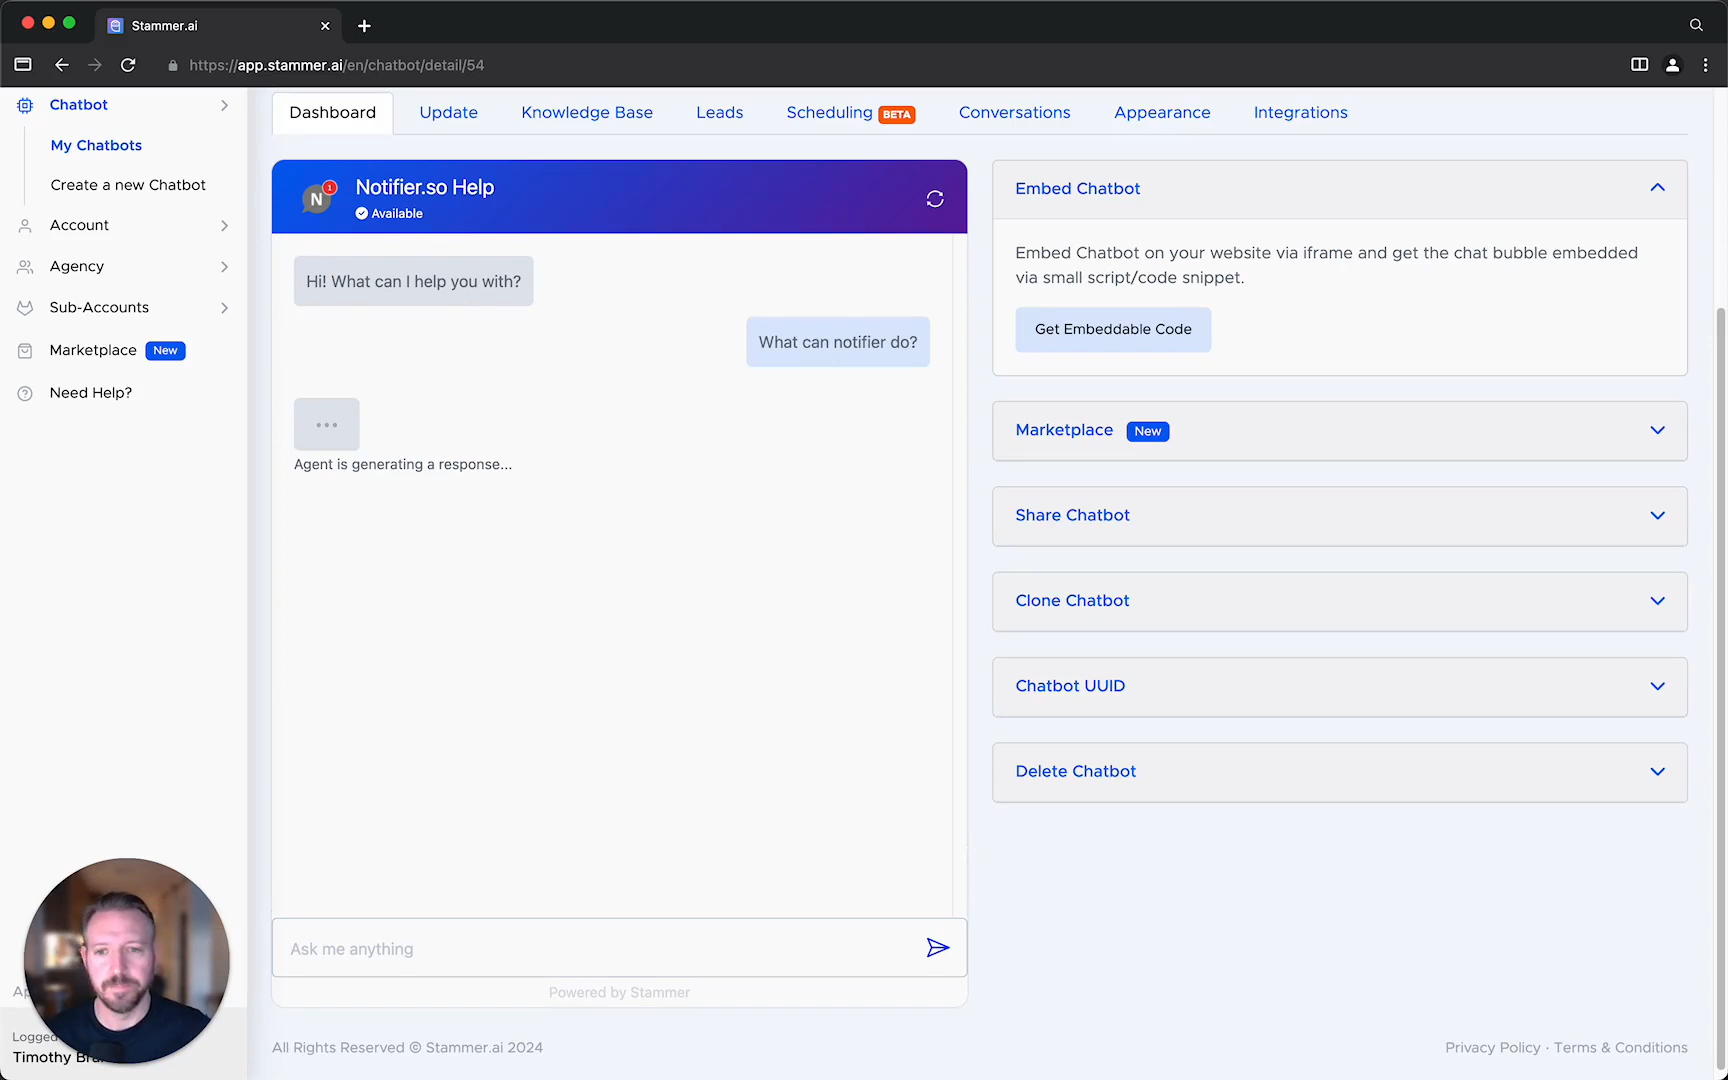 Stammer.ai
https://app.stammer.ai/en/chatbot/detail/54
Chatbot
My Chatbots
Create a new Chatbot
Account
Agency
Sub-Accounts
Marketplace New
Need Help?
Logged
Timothy
Dashboard Update Knowledge Base Leads Scheduling BETA Conversations Appearance Integrations
N 1
Notifier.so Help
Available
Hi! What can I help you with?
What can notifier do?
Agent is generating a response...
Ask me anything
Powered by Stammer
Embed Chatbot
Embed Chatbot on your website via iframe and get the chat bubble embedded
via small script/code snippet.
Get Embeddable Code
Marketplace New
Share Chatbot
Clone Chatbot
Chatbot UUID
Delete Chatbot
All Rights Reserved © Stammer.ai 2024
Privacy Policy · Terms & Conditions